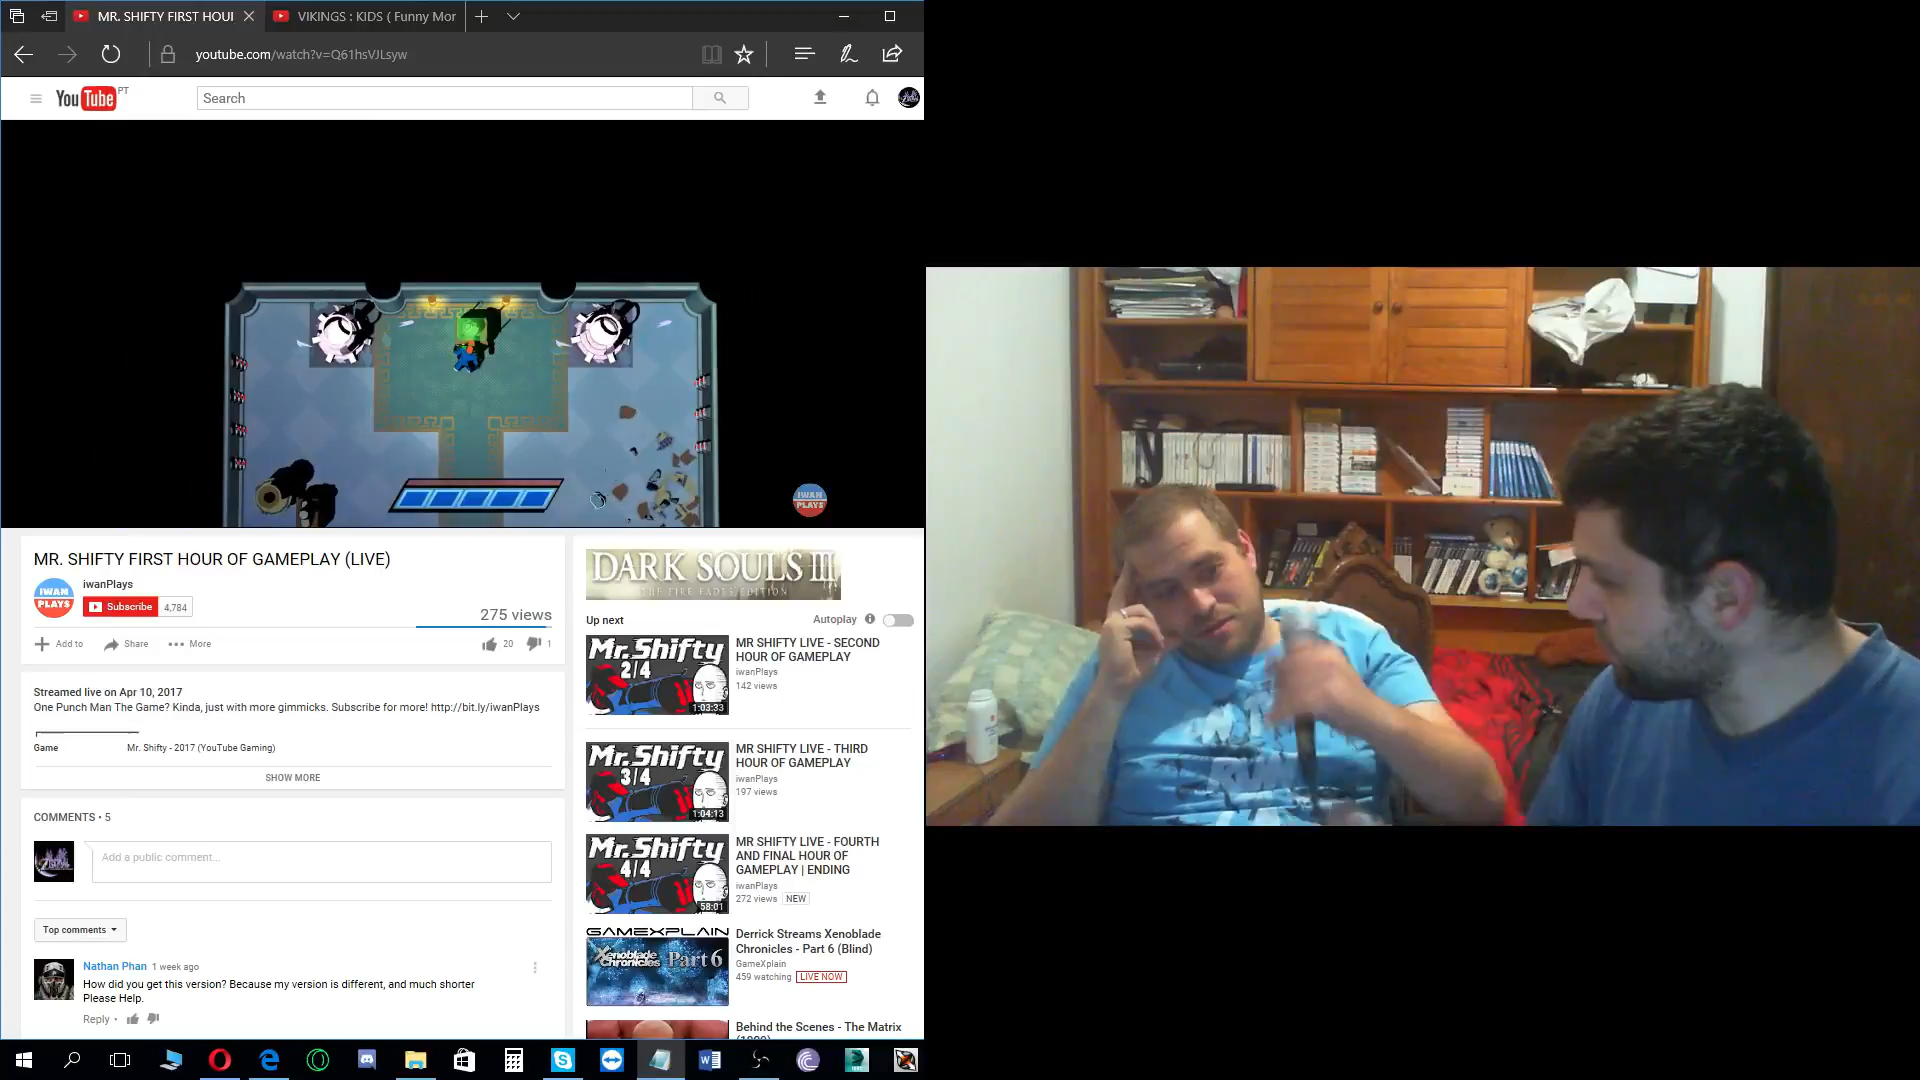 MR. SHIFTY FIRST HOUI
VIKINGS : KIDS ( Funny Mor
youtube.com/watch?v=Q61hsVJLsyw
YouTube PT
Search
IWAN PLAYS
MR. SHIFTY FIRST HOUR OF GAMEPLAY (LIVE)
IWAN PLAYS
iwanPlays
Subscribe 4,784
275 views
Add to Share More 20 1
Streamed live on Apr 10, 2017
One Punch Man The Game? Kinda, just with more gimmicks. Subscribe for more! http://bit.ly/iwanPlays
Game Mr. Shifty - 2017 (YouTube Gaming)
SHOW MORE
COMMENTS • 5
Add a public comment...
Top comments
Nathan Phan 1 week ago
How did you get this version? Because my version is different, and much shorter
Please Help.
Reply •
DARK SOULS III
THE FIRE FADES EDITION
Up next
Autoplay
Mr.Shifty
2/4
1:03:33
MR SHIFTY LIVE - SECOND
HOUR OF GAMEPLAY
iwanPlays
142 views
Mr.Shifty
3/4
1:04:13
MR SHIFTY LIVE - THIRD
HOUR OF GAMEPLAY
iwanPlays
197 views
Mr.Shifty
4/4
58:01
MR SHIFTY LIVE - FOURTH
AND FINAL HOUR OF
GAMEPLAY | ENDING
iwanPlays
272 views NEW
GAMEXPLAIN
Xenoblade Chronicles Part 6
Derrick Streams Xenoblade
Chronicles - Part 6 (Blind)
GameXplain
459 watching LIVE NOW
Behind the Scenes - The Matrix